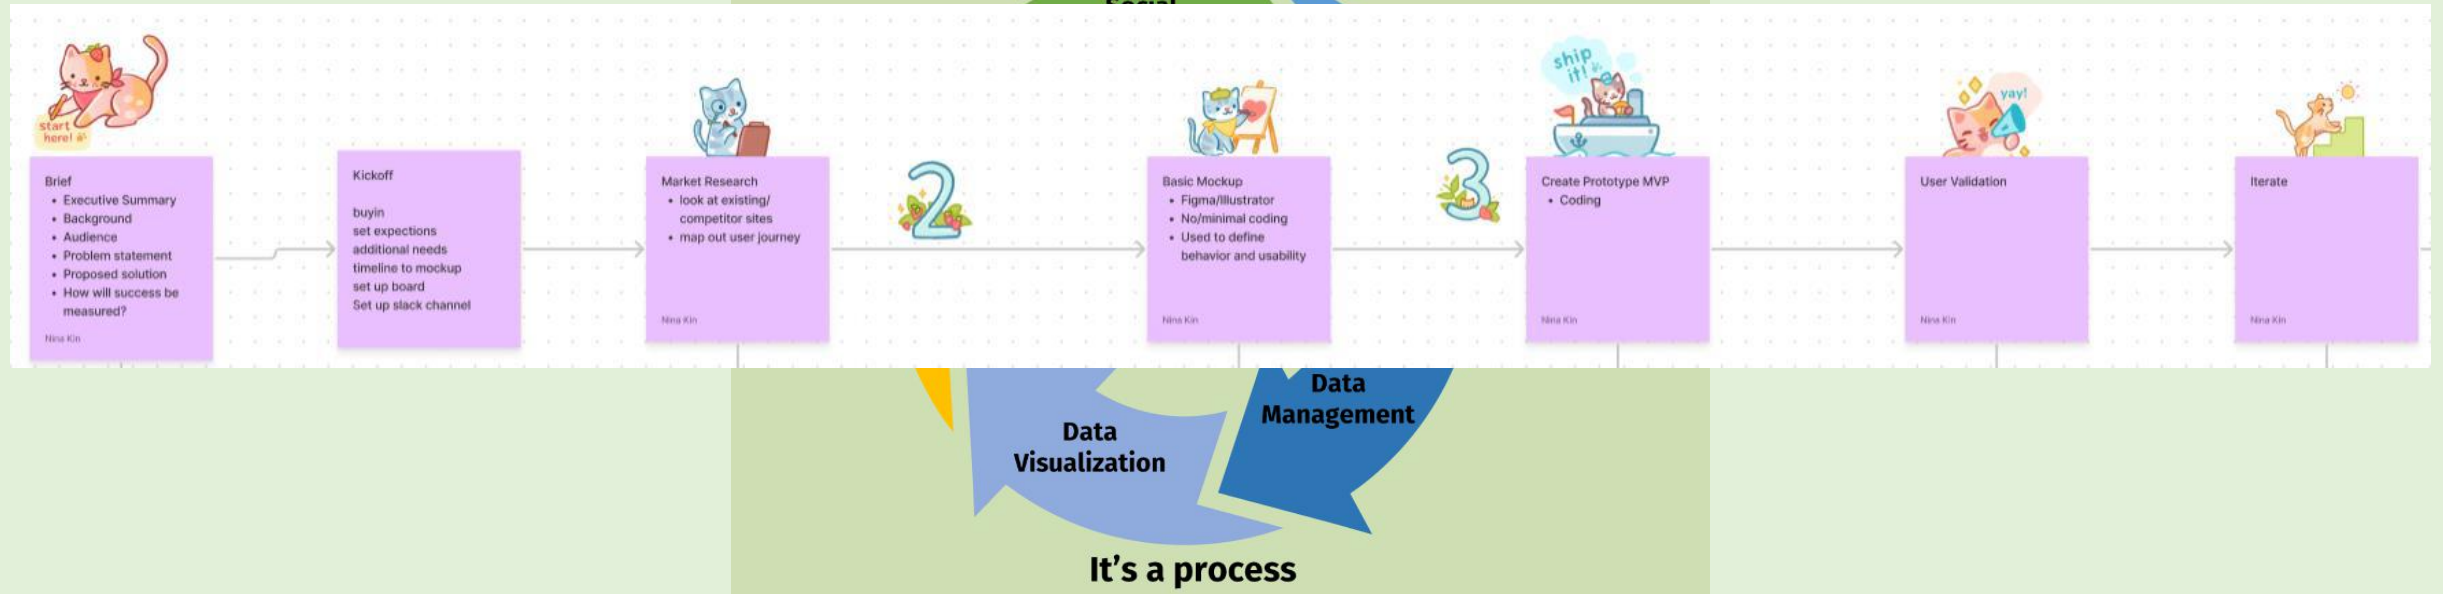 Social
start
here!
Brief
• Executive Summary
• Background
• Audience
• Problem statement
• Proposed solution
• How will success be
measured?
Nina Kin
Kickoff
buyin
set expections
additional needs
timeline to mockup
set up board
Set up slack channel
Market Research
• look at existing/
competitor sites
• map out user journey
Nina Kin
2
Basic Mockup
• Figma/Illustrator
• No/minimal coding
• Used to define
behavior and usability
Nina Kin
3
ship
it!
Create Prototype MVP
• Coding
Nina Kin
yay!
User Validation
Nina Kin
Iterate
Nina Kin
Data
Management
Data
Visualization
It's a process